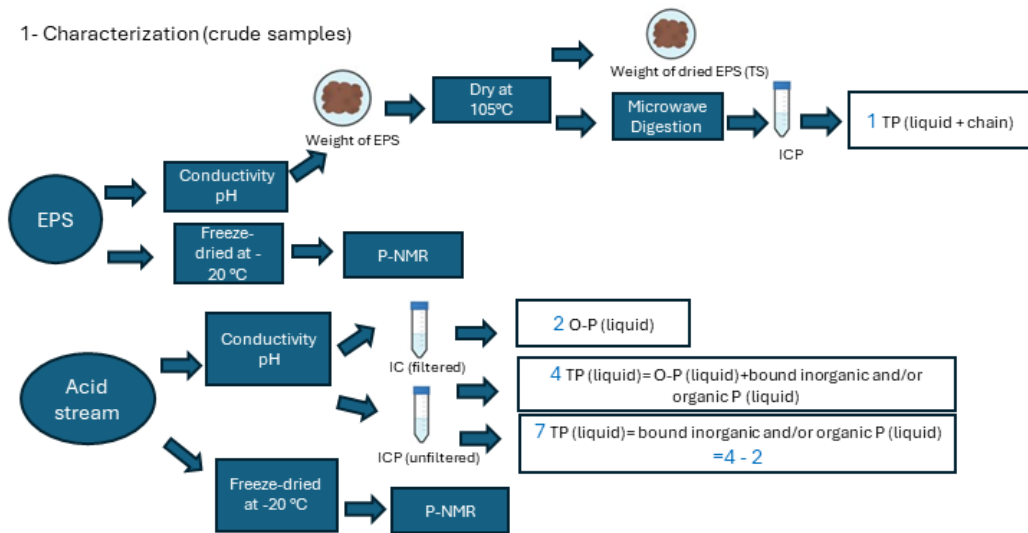 1- Characterization (crude samples)
Weight of EPS
Dry at
105ºC
Weight of dried EPS (TS)
Microwave
Digestion
ICP
1 TP (liquid + chain)
EPS
Conductivity
pH
Freeze-
dried at -
20 ºC
P-NMR
Acid
stream
Conductivity
pH
IC (filtered)
2 O-P (liquid)
ICP (unfiltered)
4 TP (liquid)= O-P (liquid)+bound inorganic and/or
organic P (liquid)
7 TP (liquid)= bound inorganic and/or organic P (liquid)
=4 - 2
Freeze-dried
at -20 ºC
P-NMR